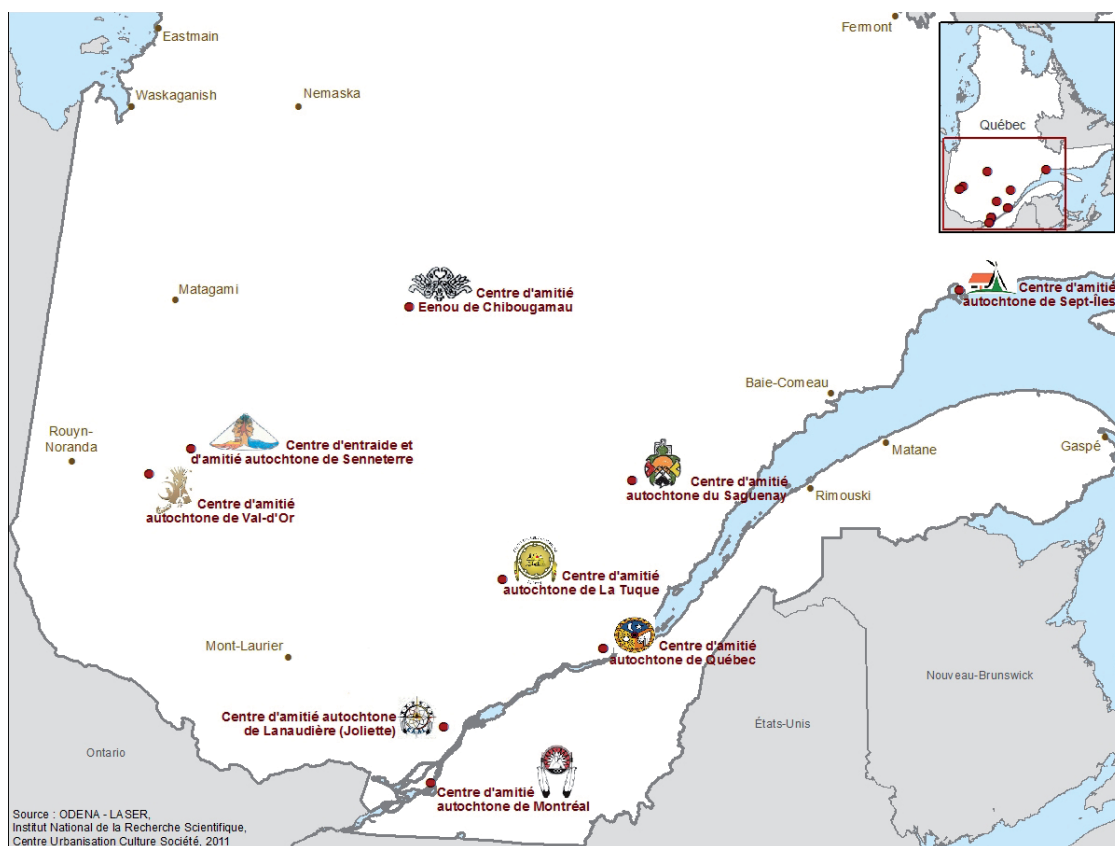 Eastmain
Fermont
Waskaganish
Nemaska
Québec
Matagami
Centre d'amitié
Eenou de Chibougamau
Centre d'amitié
autochtone de Sept-Îles
Baie-Comeau
Rouyn-
Noranda
Centre d'entraide et
d'amitié autochtone de Senneterre
Matane
Gaspé
Centre d'amitié
autochtone du Saguenay
Rimouski
Centre d'amitié
autochtone de Val-d'Or
Centre d'amitié
autochtone de La Tuque
Mont-Laurier
Centre d'amitié
autochtone de Québec
Nouveau-Brunswick
Centre d'amitié autochtone
de Lanaudière (Joliette)
États-Unis
Ontario
Centre d'amitié
autochtone de Montréal
Source : ODENA - LASER,
Institut National de la Recherche Scientifique,
Centre Urbanisation Culture Société, 2011